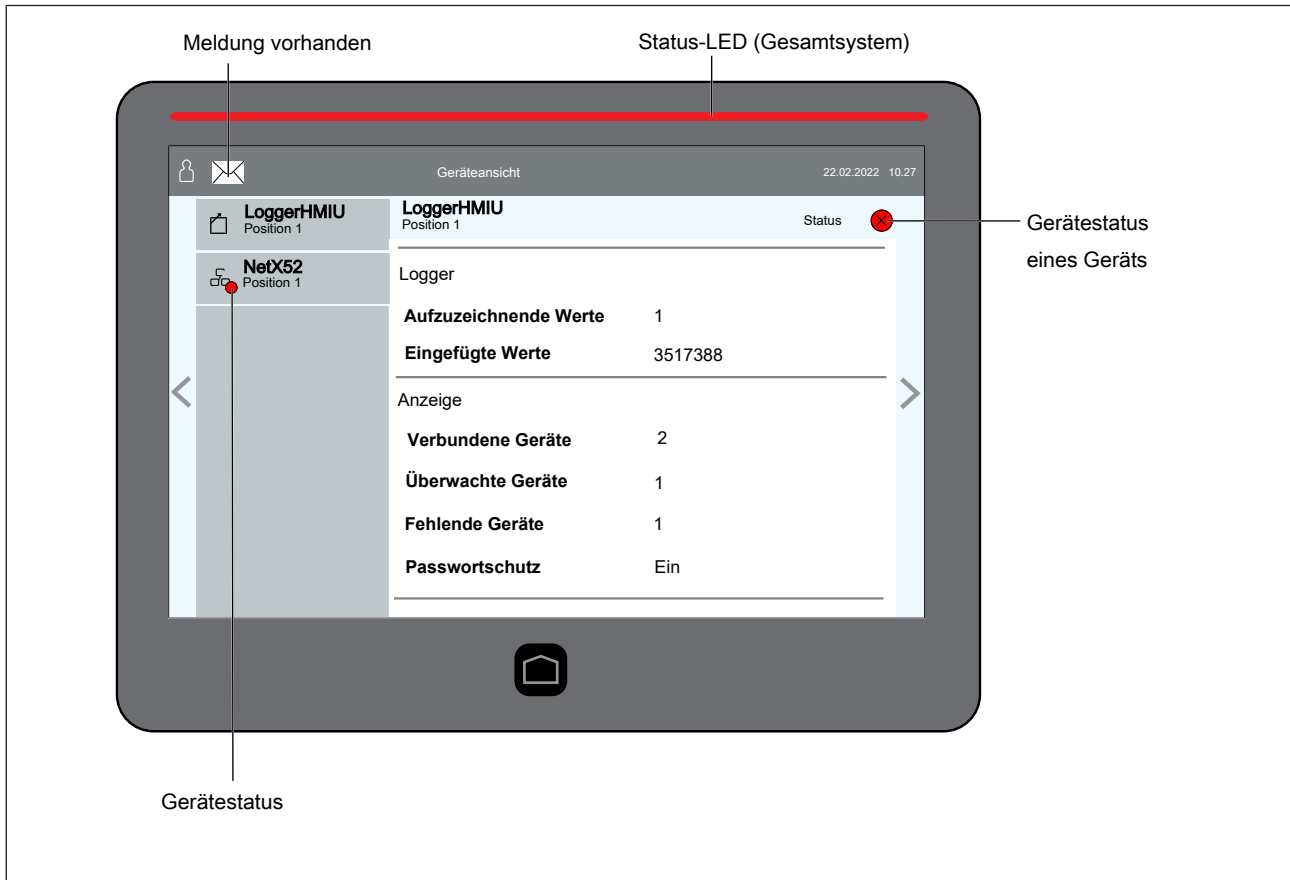 Meldung vorhanden
Status-LED (Gesamtsystem)
Geräteansicht
22.02.2022 10.27
LoggerHMIU
Position 1
NetX52
Position 1
LoggerHMIU
Position 1
Status
Logger
Aufzuzeichnende Werte 1
Eingefügte Werte 3517388
Anzeige
Verbundene Geräte 2
Überwachte Geräte 1
Fehlende Geräte 1
Passwortschutz Ein
Gerätestatus
eines Geräts
Gerätestatus